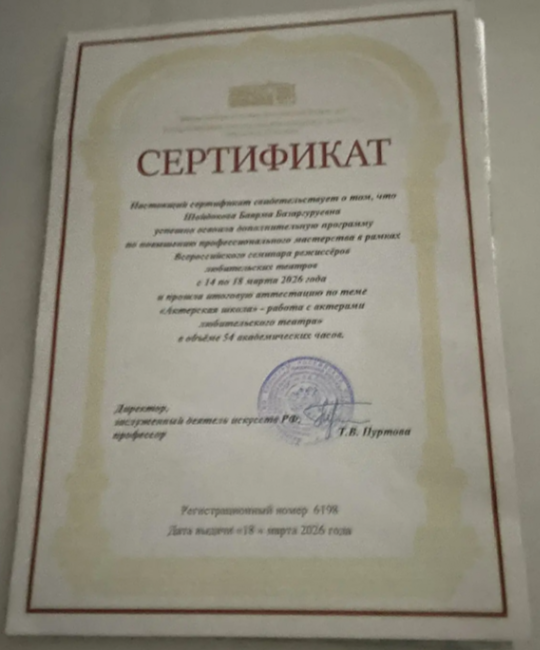 СЕРТИФИКАТ
Настоящий сертификат свидетельствует о том, что
Базаргуруевна
успешно освоила дополнительную программу
по повышению профессионального мастерства в рамках
Всероссийского семинара режиссёров
любительских театров
с 14 по 18 марта 2026 года
и прошла итоговую аттестацию по теме
«Актерская школа» - работа с актерами
любительского театра»
в объёме 54 академических часов.
Директор,
заслуженный деятель искусств РФ,
профессор
Т.В. Пуртова
Регистрационный номер 6198
Дата выдачи «18 » марта 2026 года